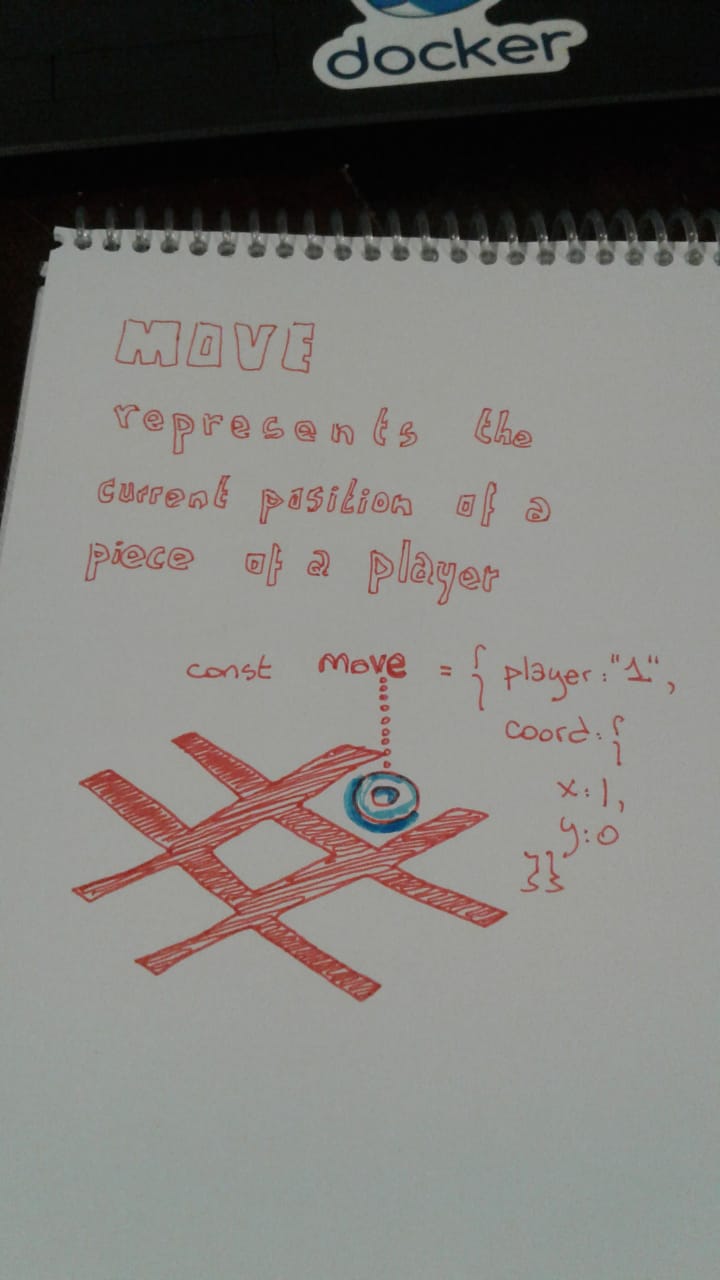 docker
MOVE
represents the
current position of a
piece of a player
const move = { player: "1",
coord: {
x: 1,
y: 0
}}